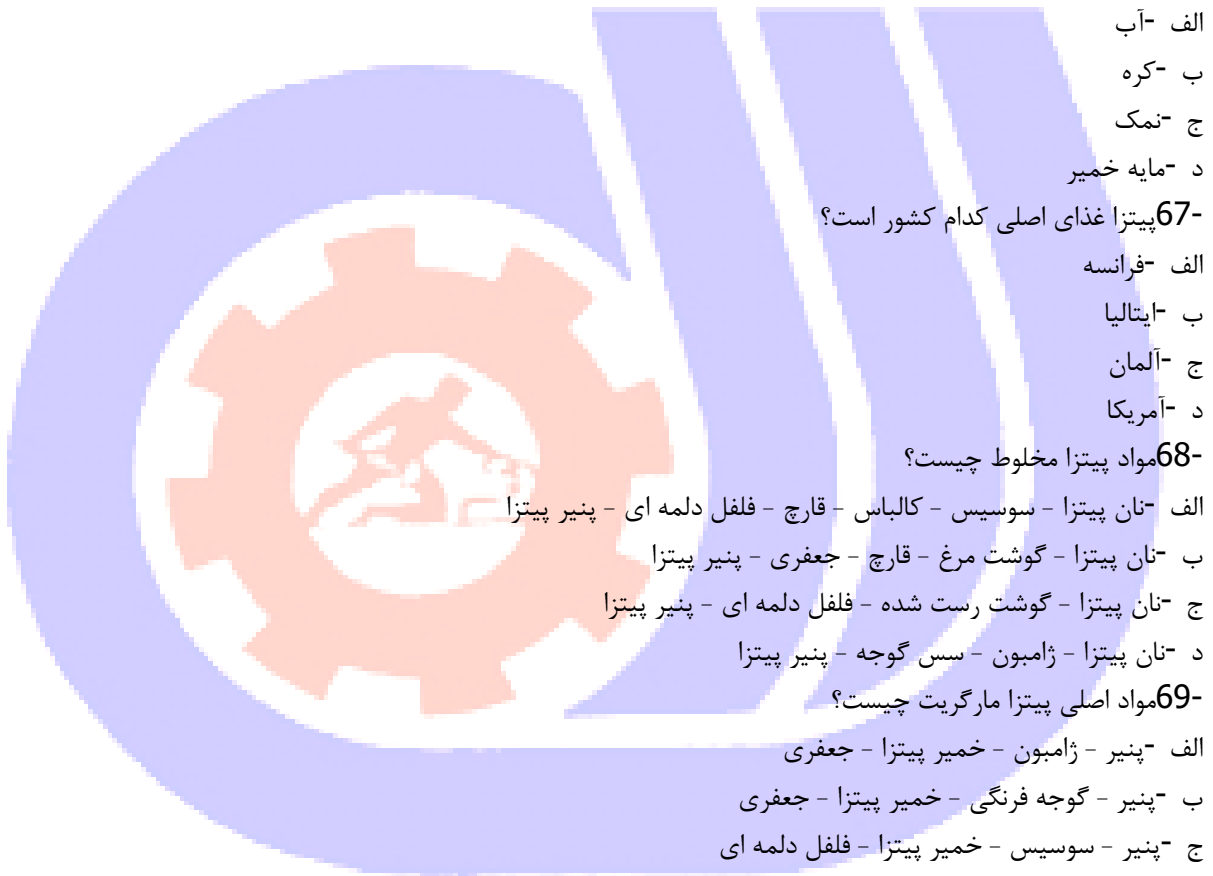 الف -آب
ب -کره
ج -نمک
د -مایه خمیر
-67پیتزا غذای اصلی کدام کشور است؟
الف -فرانسه
ب -ایتالیا
ج -آلمان
د -آمریکا
-68مواد پیتزا مخلوط چیست؟
الف -نان پیتزا - سوسیس - کالباس - قارچ - فلفل دلمه ای - پنیر پیتزا
ب -نان پیتزا - گوشت مرغ - قارچ - جعفری - پنیر پیتزا
ج -نان پیتزا - گوشت رست شده - فلفل دلمه ای - پنیر پیتزا
د -نان پیتزا - ژامبون - سس گوجه - پنیر پیتزا
-69مواد اصلی پیتزا مارگریت چیست؟
الف -پنیر - ژامبون - خمیر پیتزا - جعفری
ب -پنیر - گوجه فرنگی - خمیر پیتزا - جعفری
ج -پنیر - سوسیس - خمیر پیتزا - فلفل دلمه ای